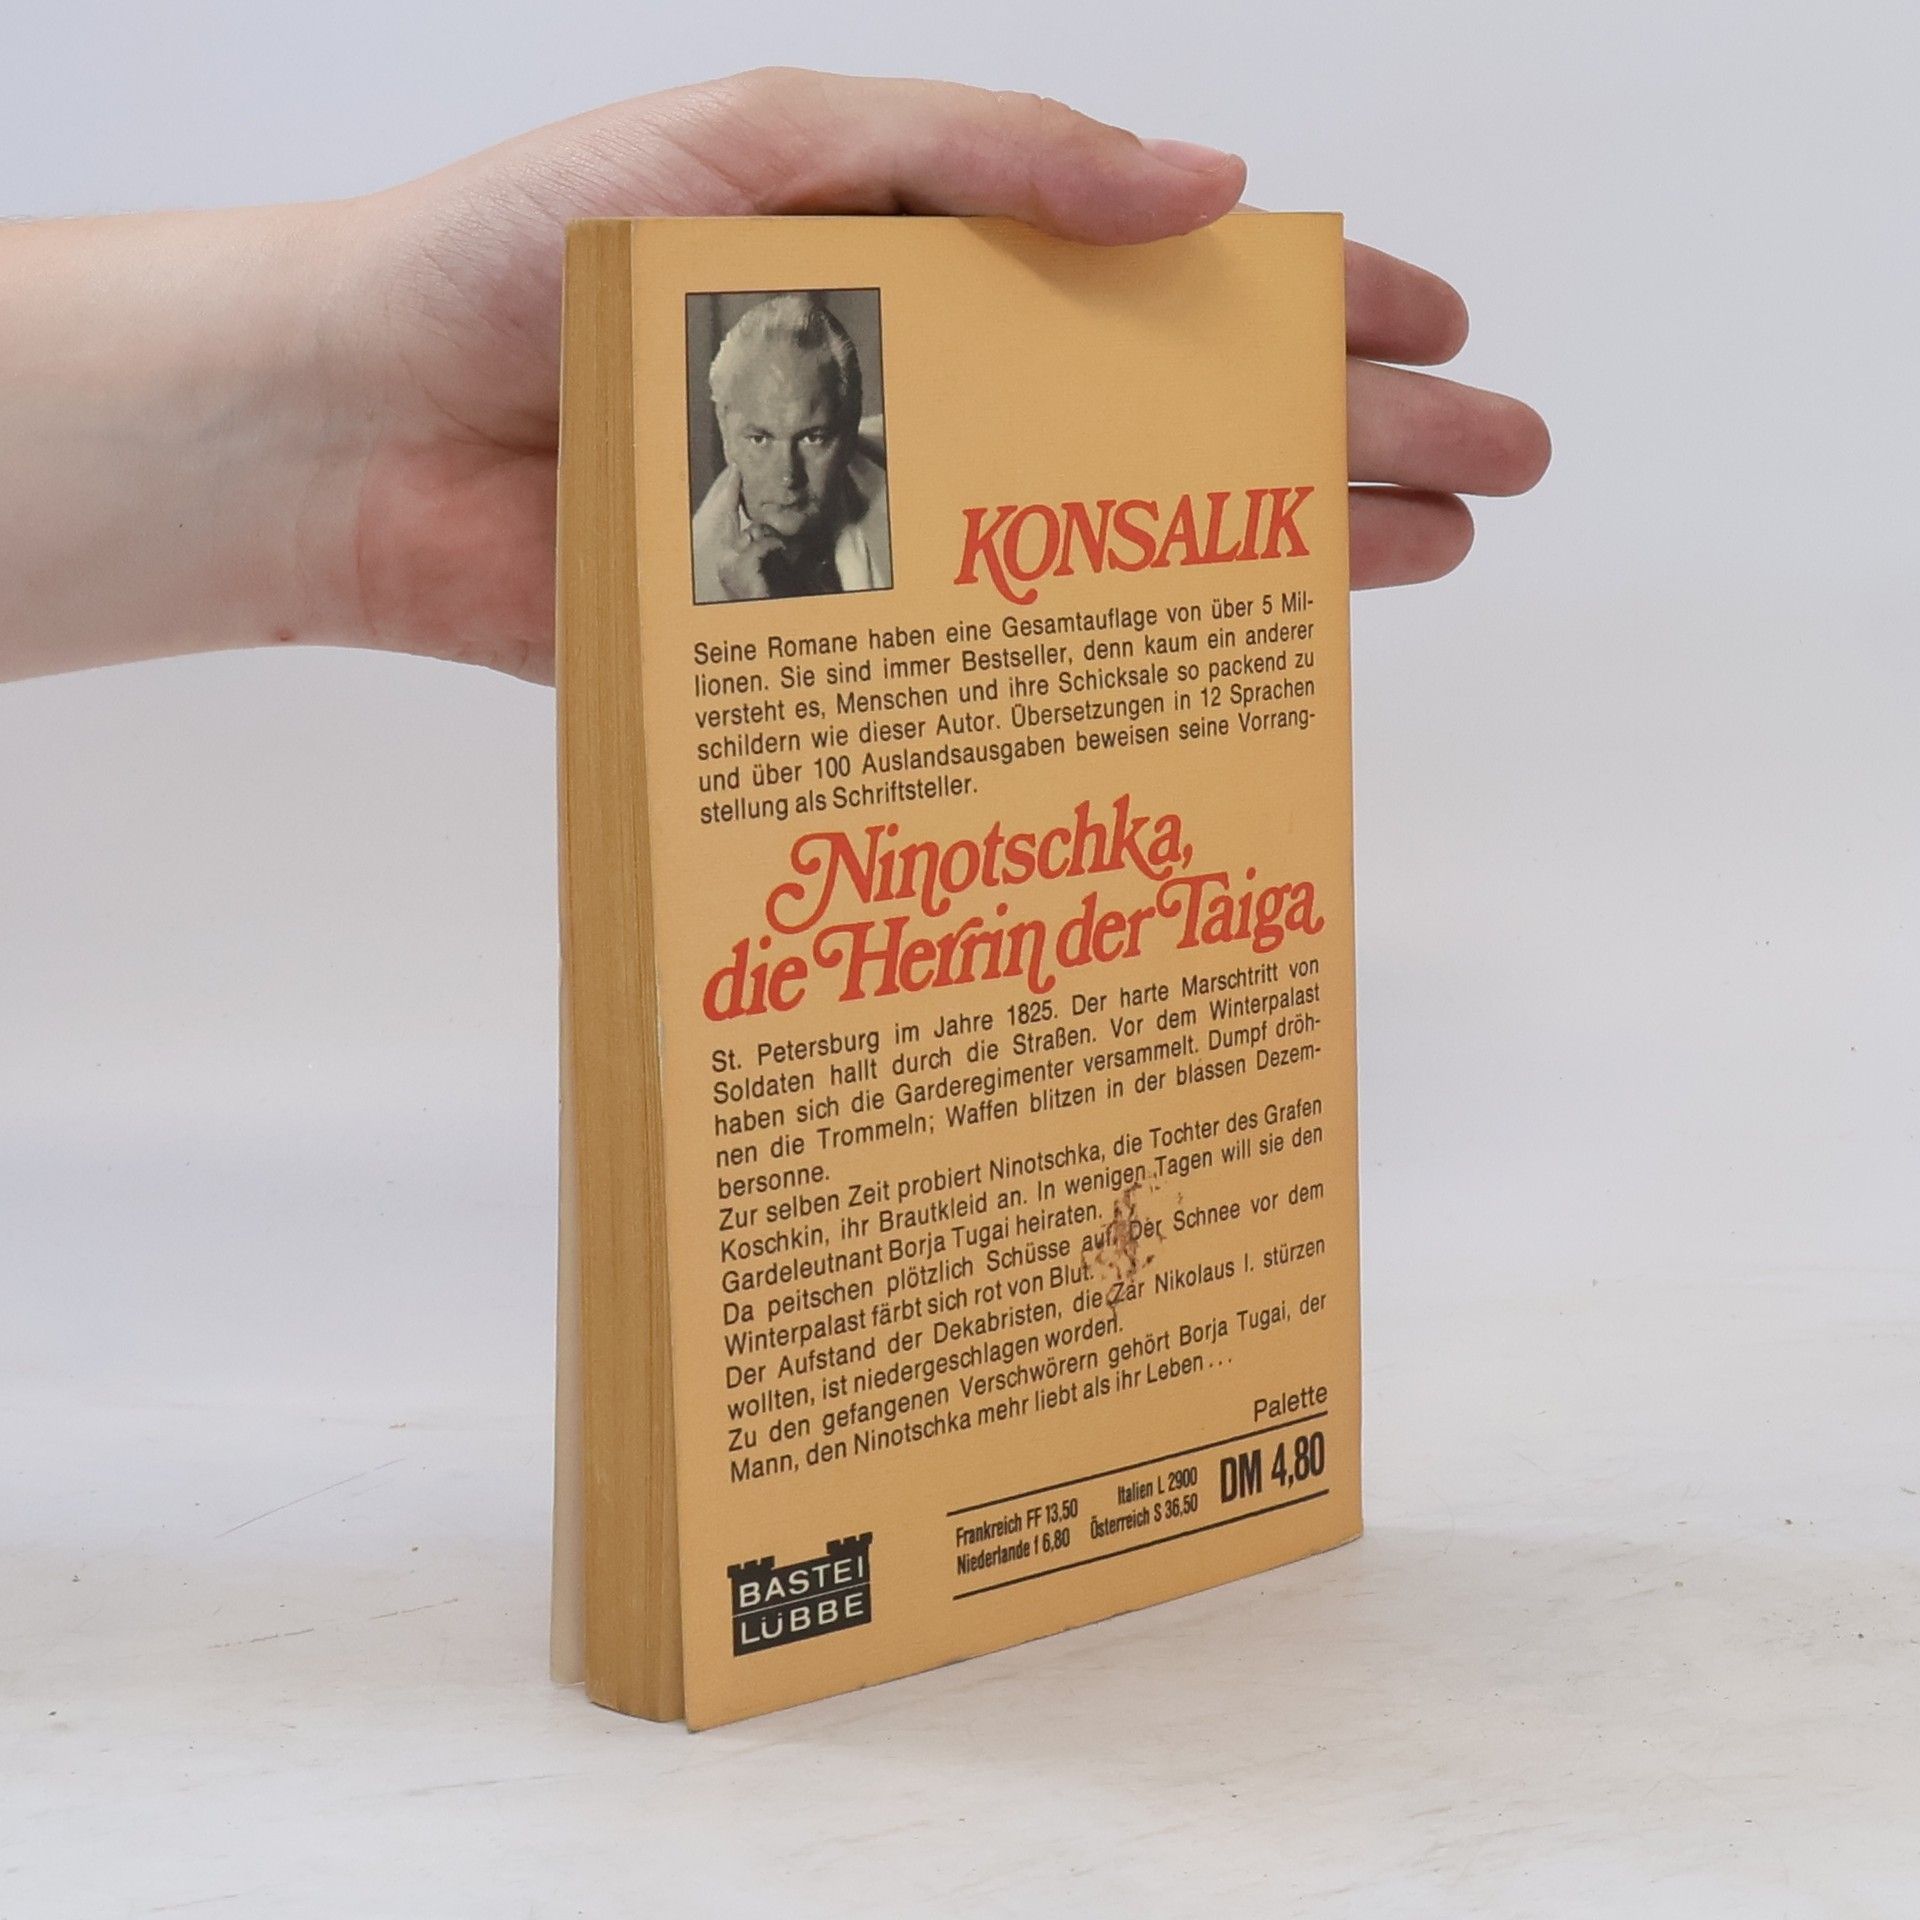 KONSALIK
Seine Romane haben eine Gesamtauflage von über 5 Mil-
lionen. Sie sind immer Bestseller, denn kaum ein anderer
versteht es, Menschen und ihre Schicksale so packend zu
schildern wie dieser Autor. Übersetzungen in 12 Sprachen
und über 100 Auslandsausgaben beweisen seine Vorrang-
stellung als Schriftsteller.
Ninotschka,
die Herrin der Taiga
St. Petersburg im Jahre 1825. Der harte Marschtritt von
Soldaten hallt durch die Straßen. Vor dem Winterpalast
haben sich die Garderegimenter versammelt. Dumpf dröh-
nen die Trommeln; Waffen blitzen in der blassen Dezem-
bersonne.
Zur selben Zeit probiert Ninotschka, die Tochter des Grafen
Koschkin, ihr Brautkleid an. In wenigen Tagen will sie den
Gardeleutnant Borja Tugai heiraten.
Da peitschen plötzlich Schüsse auf. Der Schnee vor dem
Winterpalast färbt sich rot von Blut.
Der Aufstand der Dekabristen, die Zar Nikolaus I. stürzen
wollten, ist niedergeschlagen worden.
Zu den gefangenen Verschwörern gehört Borja Tugai, der
Mann, den Ninotschka mehr liebt als ihr Leben ...
Palette
Frankreich FF 13,50 Italien L 2900 DM 4,80
Niederlande f 6,80 Österreich S 36,50
BASTEI
LÜBBE